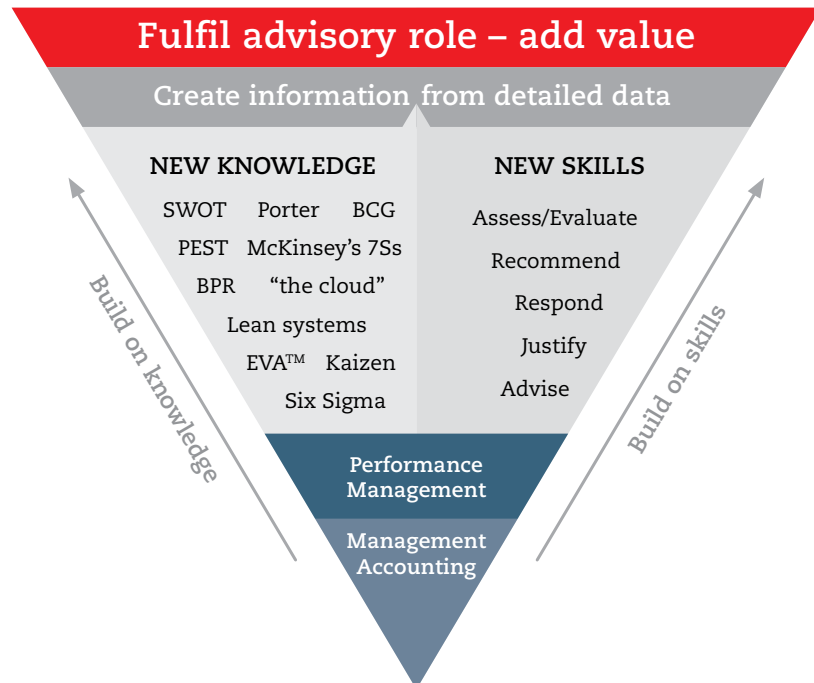 Fulfil advisory role – add value
Create information from detailed data
NEW KNOWLEDGE
SWOT Porter BCG
PEST McKinsey’s 7Ss
BPR “the cloud”
Lean systems
EVA™ Kaizen
Six Sigma
NEW SKILLS
Assess/Evaluate
Recommend
Respond
Justify
Advise
Build on knowledge
Build on skills
Performance
Management
Management
Accounting